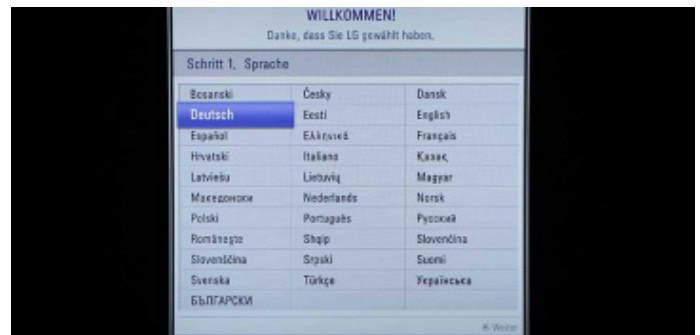 WILLKOMMEN!
Danke, dass Sie LG gewählt haben.
Schritt 1. Sprache
Bosanski Česky Dansk
Deutsch Eesti English
Español Ελληνικά Français
Hrvatski Italiano Қазақ
Latviešu Lietuvių Magyar
Македонски Nederlands Norsk
Polski Português Русский
Româneşte Shqip Slovenčina
Slovenščina Srpski Suomi
Svenska Türkçe Українська
БЪЛГАРСКИ
Weiter